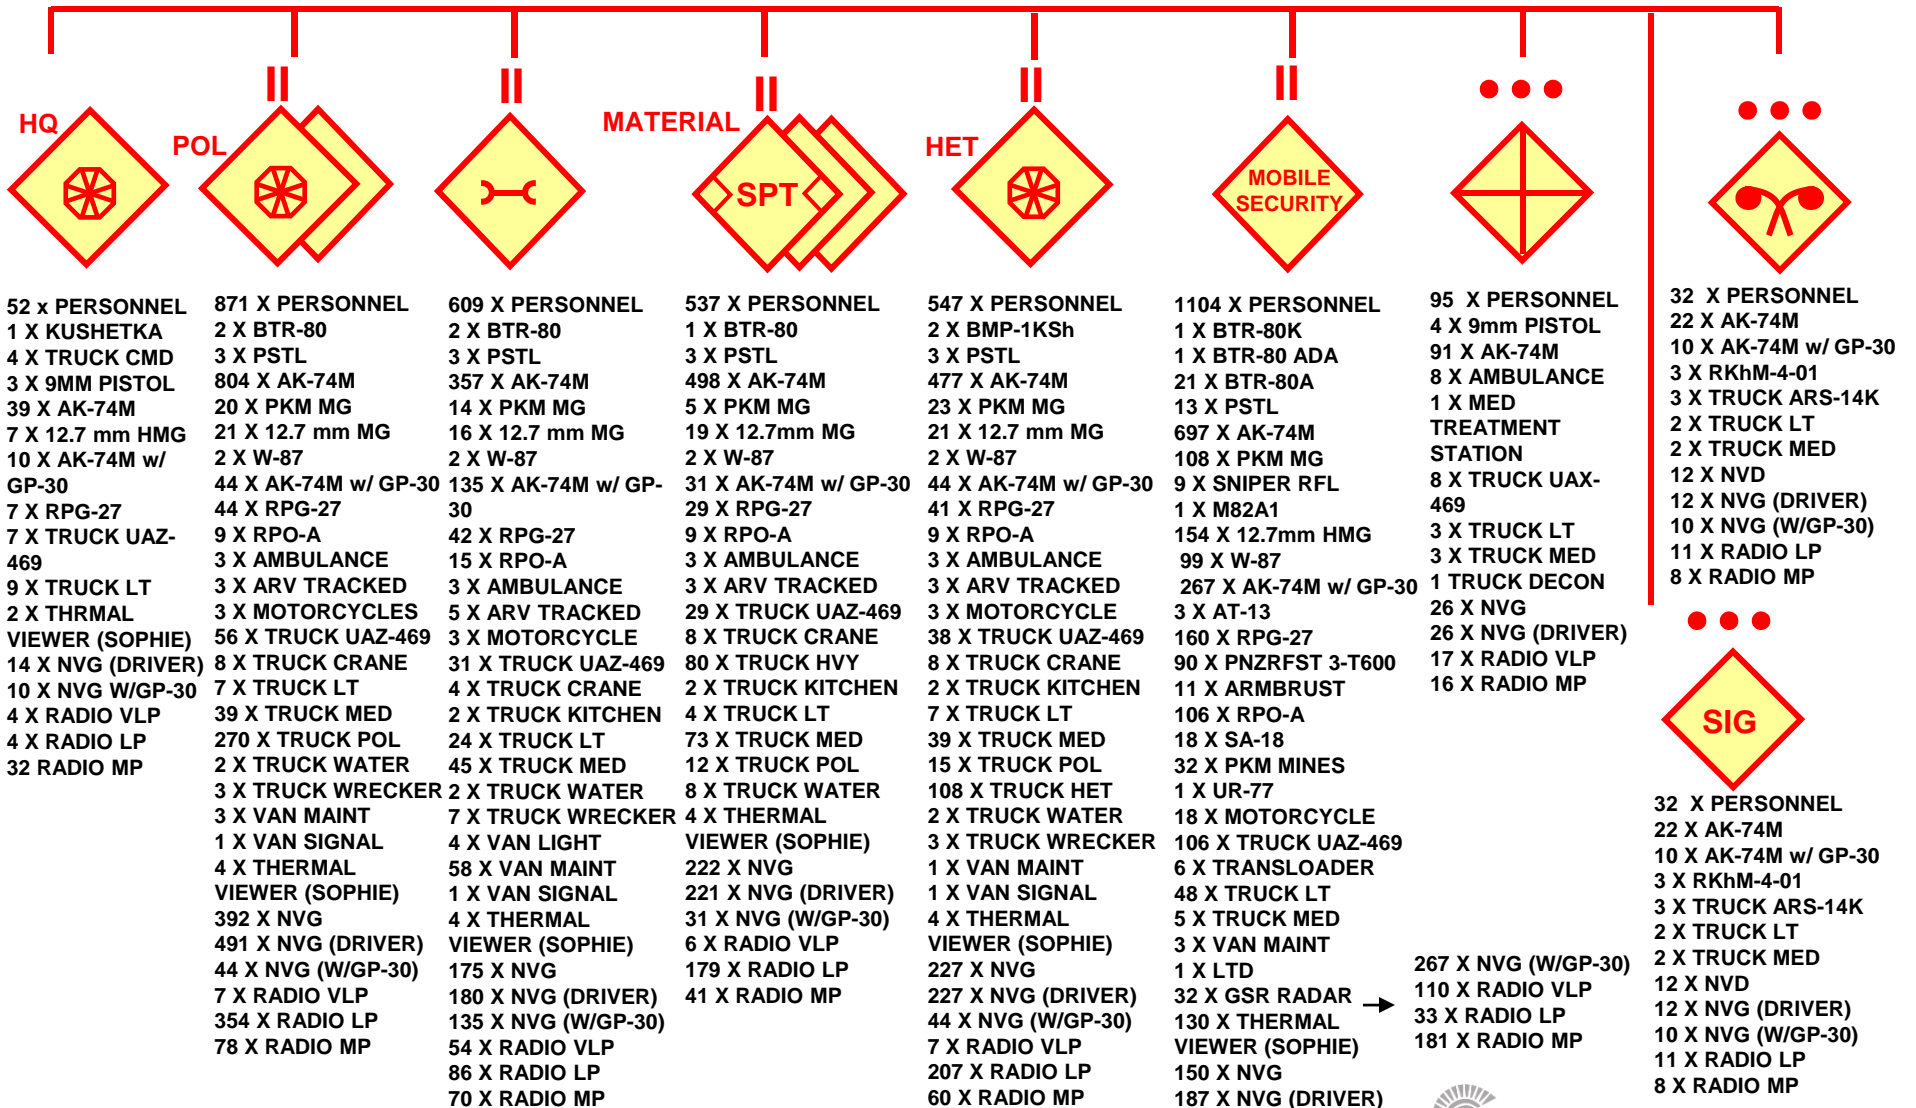 HQ
52 x PERSONNEL
1 X KUSHETKA
4 X TRUCK CMD
3 X 9MM PISTOL
39 X AK-74M
7 X 12.7 mm HMG
10 X AK-74M w/
GP-30
7 X RPG-27
7 X TRUCK UAZ-
469
9 X TRUCK LT
2 X THRMAL
VIEWER (SOPHIE)
14 X NVG (DRIVER)
10 X NVG W/GP-30
4 X RADIO VLP
4 X RADIO LP
32 RADIO MP
POL
871 X PERSONNEL
2 X BTR-80
3 X PSTL
804 X AK-74M
20 X PKM MG
21 X 12.7 mm MG
2 X W-87
44 X AK-74M w/ GP-30
44 X RPG-27
9 X RPO-A
3 X AMBULANCE
3 X ARV TRACKED
3 X MOTORCYCLES
56 X TRUCK UAZ-469
8 X TRUCK CRANE
7 X TRUCK LT
39 X TRUCK MED
270 X TRUCK POL
2 X TRUCK WATER
3 X TRUCK WRECKER
3 X VAN MAINT
1 X VAN SIGNAL
4 X THERMAL
VIEWER (SOPHIE)
392 X NVG
491 X NVG (DRIVER)
44 X NVG (W/GP-30)
7 X RADIO VLP
354 X RADIO LP
78 X RADIO MP
609 X PERSONNEL
2 X BTR-80
3 X PSTL
357 X AK-74M
14 X PKM MG
16 X 12.7 mm MG
2 X W-87
135 X AK-74M w/ GP-
30
42 X RPG-27
15 X RPO-A
3 X AMBULANCE
5 X ARV TRACKED
3 X MOTORCYCLE
31 X TRUCK UAZ-469
4 X TRUCK CRANE
2 X TRUCK KITCHEN
24 X TRUCK LT
45 X TRUCK MED
2 X TRUCK WATER
7 X TRUCK WRECKER
4 X VAN LIGHT
58 X VAN MAINT
1 X VAN SIGNAL
4 X THERMAL
VIEWER (SOPHIE)
175 X NVG
180 X NVG (DRIVER)
135 X NVG (W/GP-30)
54 X RADIO VLP
86 X RADIO LP
70 X RADIO MP
MATERIAL
SPT
537 X PERSONNEL
1 X BTR-80
3 X PSTL
498 X AK-74M
5 X PKM MG
19 X 12.7mm MG
2 X W-87
31 X AK-74M w/ GP-30
29 X RPG-27
9 X RPO-A
3 X AMBULANCE
3 X ARV TRACKED
29 X TRUCK UAZ-469
8 X TRUCK CRANE
80 X TRUCK HVY
2 X TRUCK KITCHEN
4 X TRUCK LT
73 X TRUCK MED
12 X TRUCK POL
8 X TRUCK WATER
4 X THERMAL
VIEWER (SOPHIE)
222 X NVG
221 X NVG (DRIVER)
31 X NVG (W/GP-30)
6 X RADIO VLP
179 X RADIO LP
41 X RADIO MP
HET
547 X PERSONNEL
2 X BMP-1KSh
3 X PSTL
477 X AK-74M
23 X PKM MG
21 X 12.7 mm MG
2 X W-87
44 X AK-74M w/ GP-30
41 X RPG-27
9 X RPO-A
3 X AMBULANCE
3 X ARV TRACKED
3 X MOTORCYCLE
38 X TRUCK UAZ-469
8 X TRUCK CRANE
2 X TRUCK KITCHEN
7 X TRUCK LT
39 X TRUCK MED
15 X TRUCK POL
108 X TRUCK HET
2 X TRUCK WATER
3 X TRUCK WRECKER
1 X VAN MAINT
1 X VAN SIGNAL
4 X THERMAL
VIEWER (SOPHIE)
227 X NVG
227 X NVG (DRIVER)
44 X NVG (W/GP-30)
7 X RADIO VLP
207 X RADIO LP
60 X RADIO MP
MOBILE
SECURITY
1104 X PERSONNEL
1 X BTR-80K
1 X BTR-80 ADA
21 X BTR-80A
13 X PSTL
697 X AK-74M
108 X PKM MG
9 X SNIPER RFL
1 X M82A1
154 X 12.7mm HMG
99 X W-87
267 X AK-74M w/ GP-30
3 X AT-13
160 X RPG-27
90 X PNZRFST 3-T600
11 X ARMBRUST
106 X RPO-A
18 X SA-18
32 X PKM MINES
1 X UR-77
18 X MOTORCYCLE
106 X TRUCK UAZ-469
6 X TRANSLOADER
48 X TRUCK LT
5 X TRUCK MED
3 X VAN MAINT
1 X LTD
32 X GSR RADAR
130 X THERMAL
VIEWER (SOPHIE)
150 X NVG
187 X NVG (DRIVER)
267 X NVG (W/GP-30)
110 X RADIO VLP
33 X RADIO LP
181 X RADIO MP
95 X PERSONNEL
4 X 9mm PISTOL
91 X AK-74M
8 X AMBULANCE
1 X MED
TREATMENT
STATION
8 X TRUCK UAX-
469
3 X TRUCK LT
3 X TRUCK MED
1 TRUCK DECON
26 X NVG
26 X NVG (DRIVER)
17 X RADIO VLP
16 X RADIO MP
32 X PERSONNEL
22 X AK-74M
10 X AK-74M w/ GP-30
3 X RKhM-4-01
3 X TRUCK ARS-14K
2 X TRUCK LT
2 X TRUCK MED
12 X NVD
12 X NVG (DRIVER)
10 X NVG (W/GP-30)
11 X RADIO LP
8 X RADIO MP
SIG
32 X PERSONNEL
22 X AK-74M
10 X AK-74M w/ GP-30
3 X RKhM-4-01
3 X TRUCK ARS-14K
2 X TRUCK LT
2 X TRUCK MED
12 X NVD
12 X NVG (DRIVER)
10 X NVG (W/GP-30)
11 X RADIO LP
8 X RADIO MP